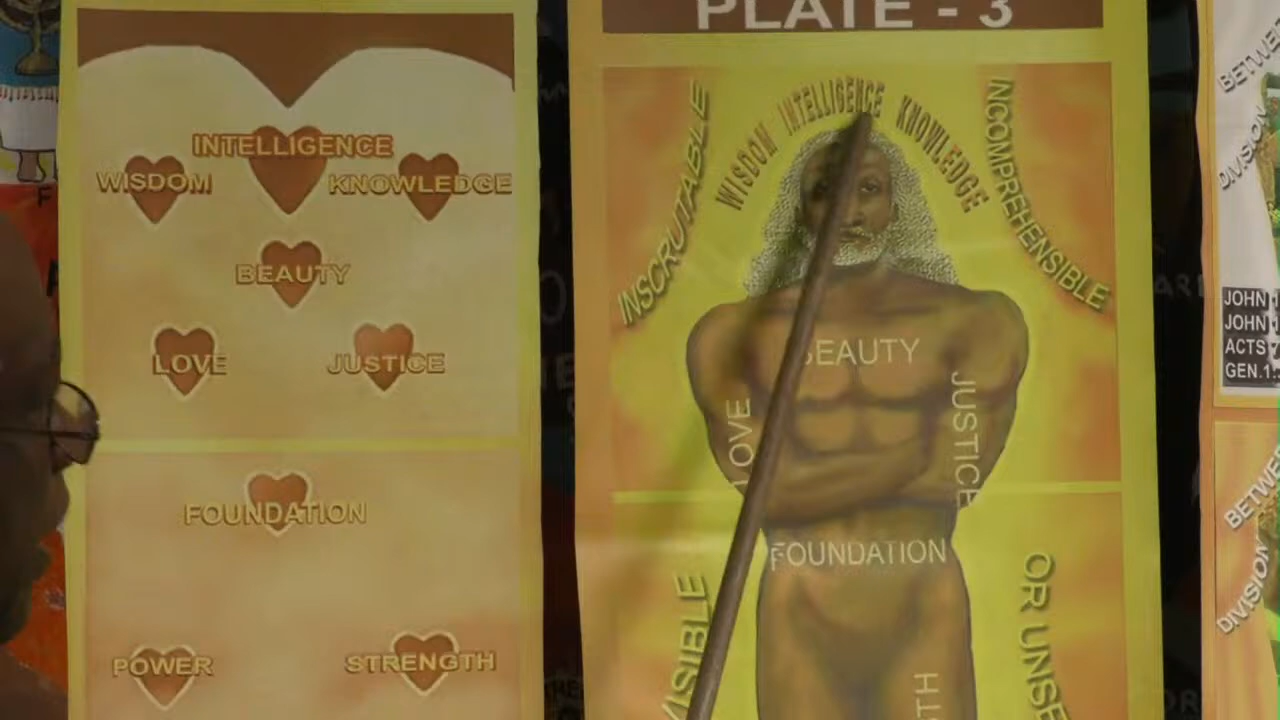 INTELLIGENCE
WISDOM
KNOWLEDGE
BEAUTY
LOVE
JUSTICE
FOUNDATION
POWER
STRENGTH
PLATE - 3
INSCRUTABLE
WISDOM INTELLIGENCE KNOWLEDGE
INCOMPREHENSIBLE
BEAUTY
LOVE
JUSTICE
FOUNDATION
OR
DIVISION
JOHN
JOHN
ACTS
GEN.1
DIVISION